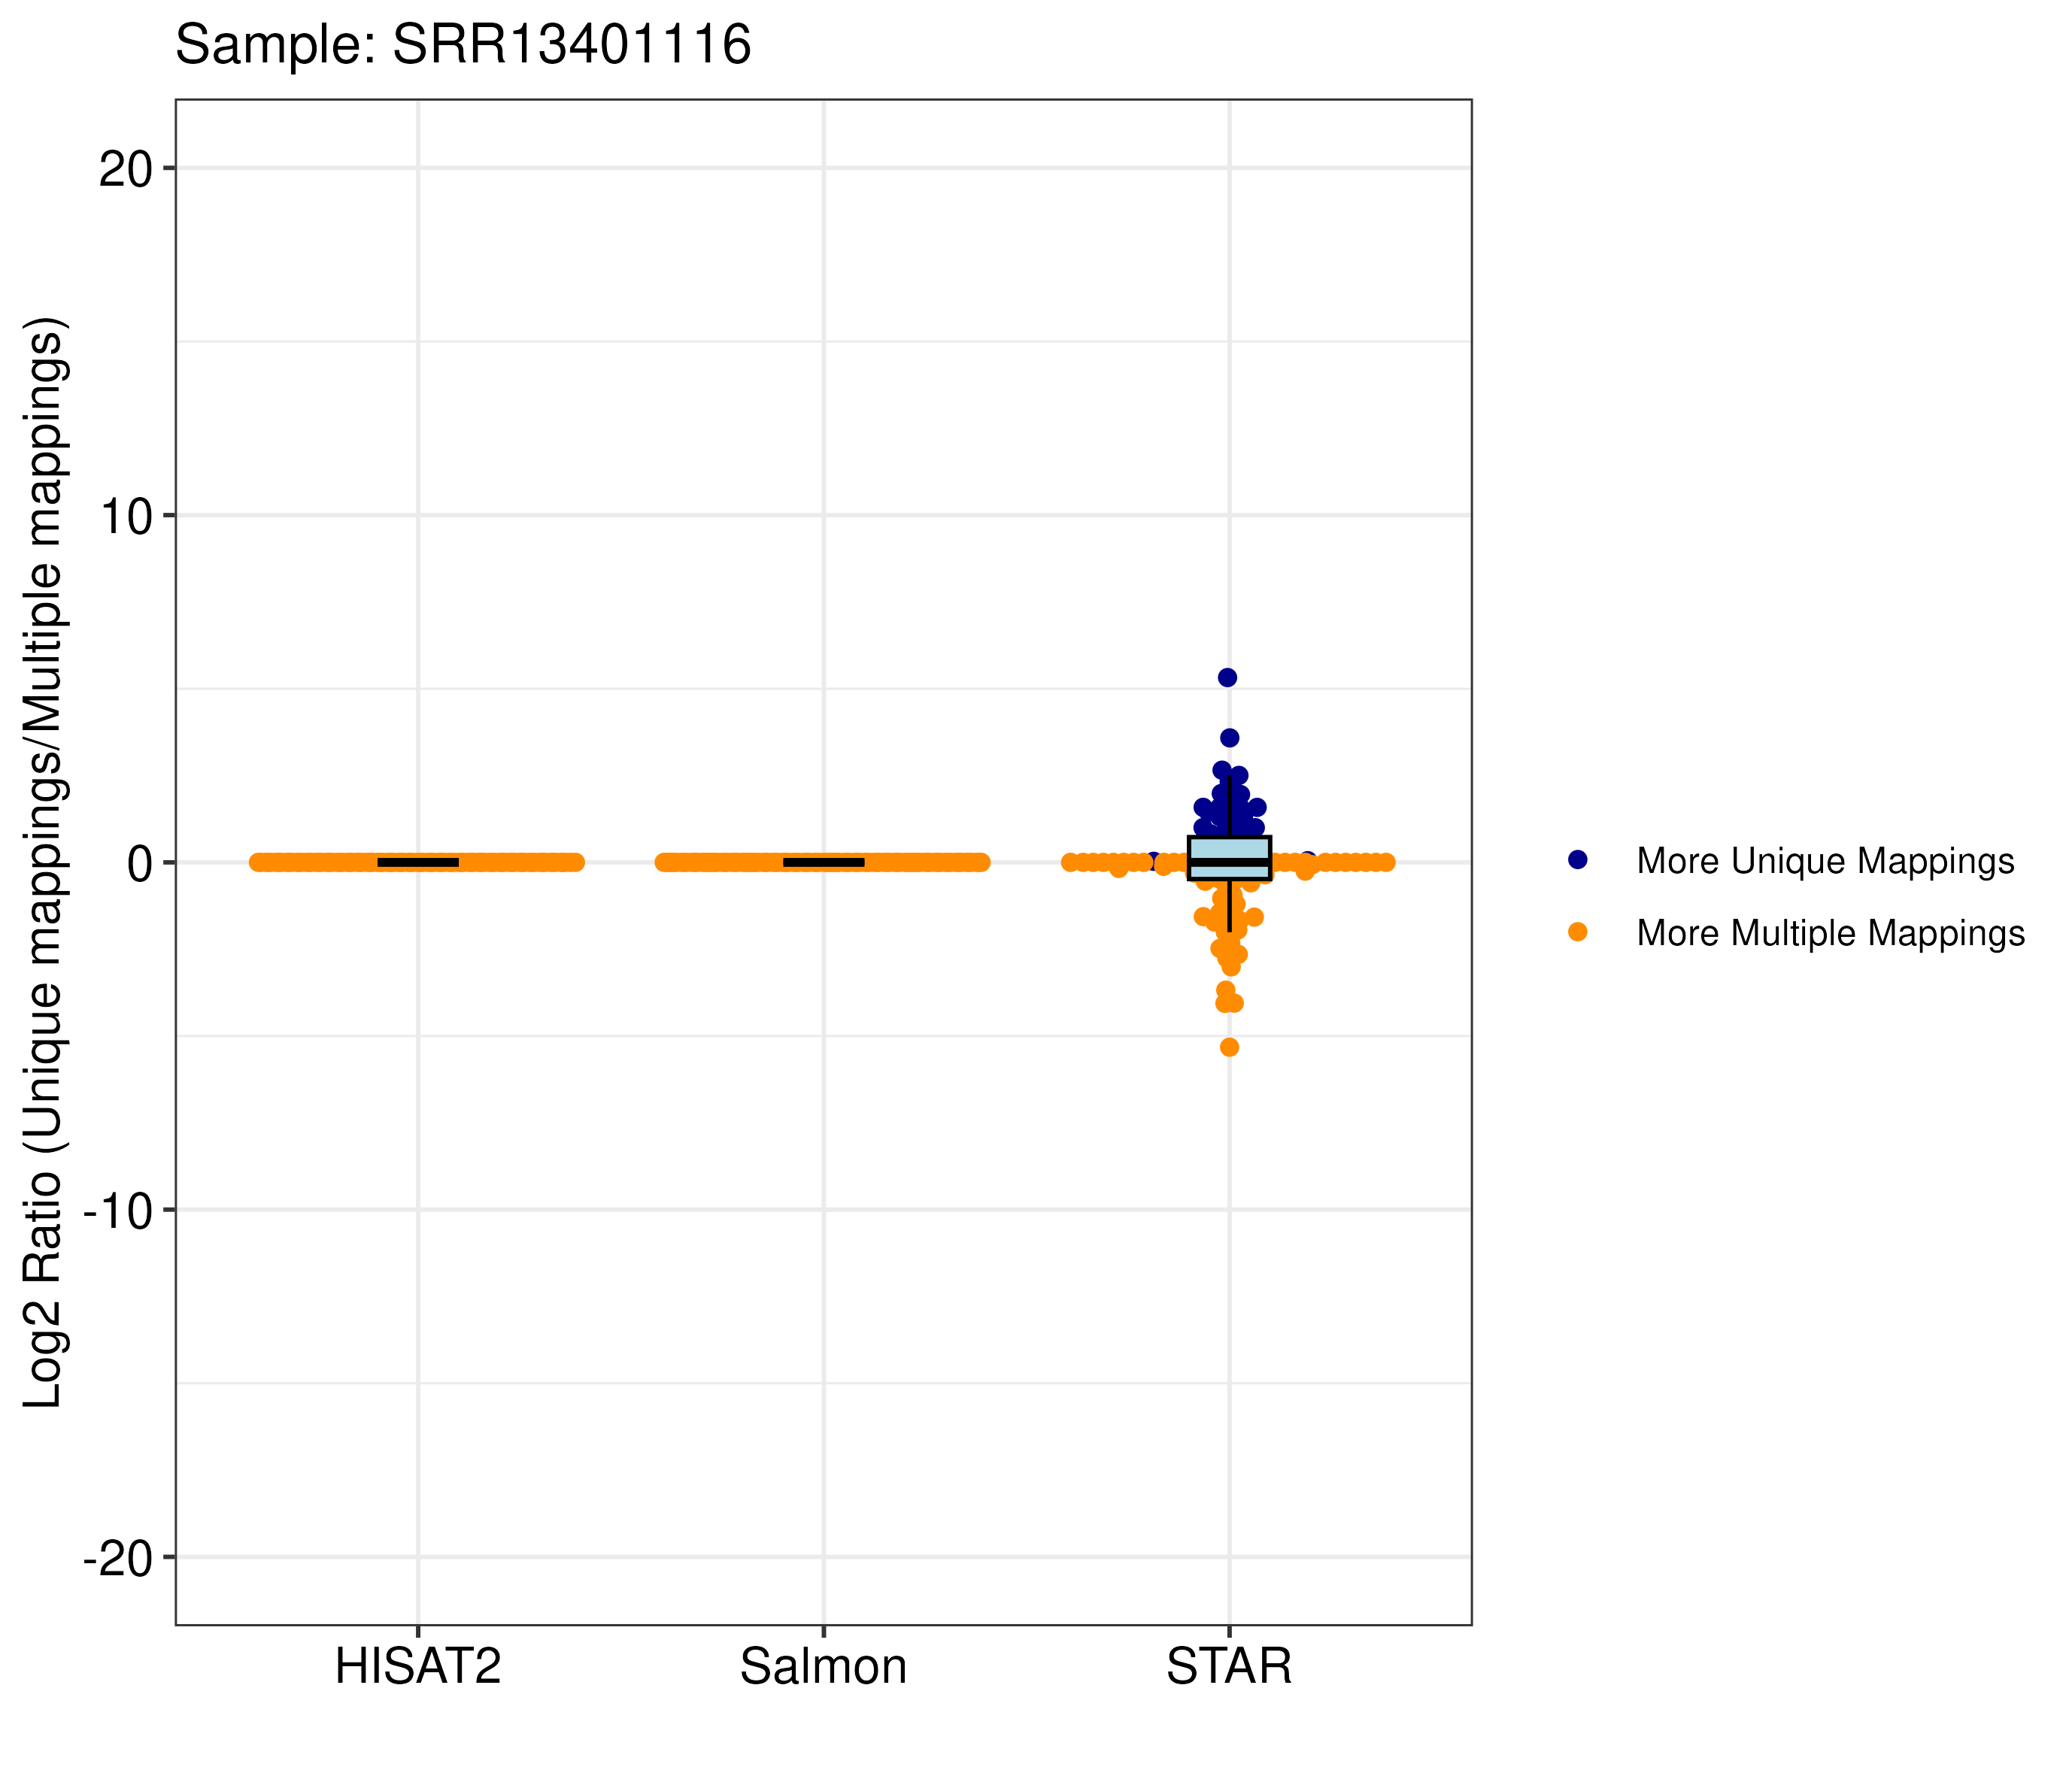 Sample: SRR13401116
Log2 Ratio (Unique mappings/Multiple mappings)
20
10
0
-10
-20
HISAT2
Salmon
STAR
More Unique Mappings
More Multiple Mappings